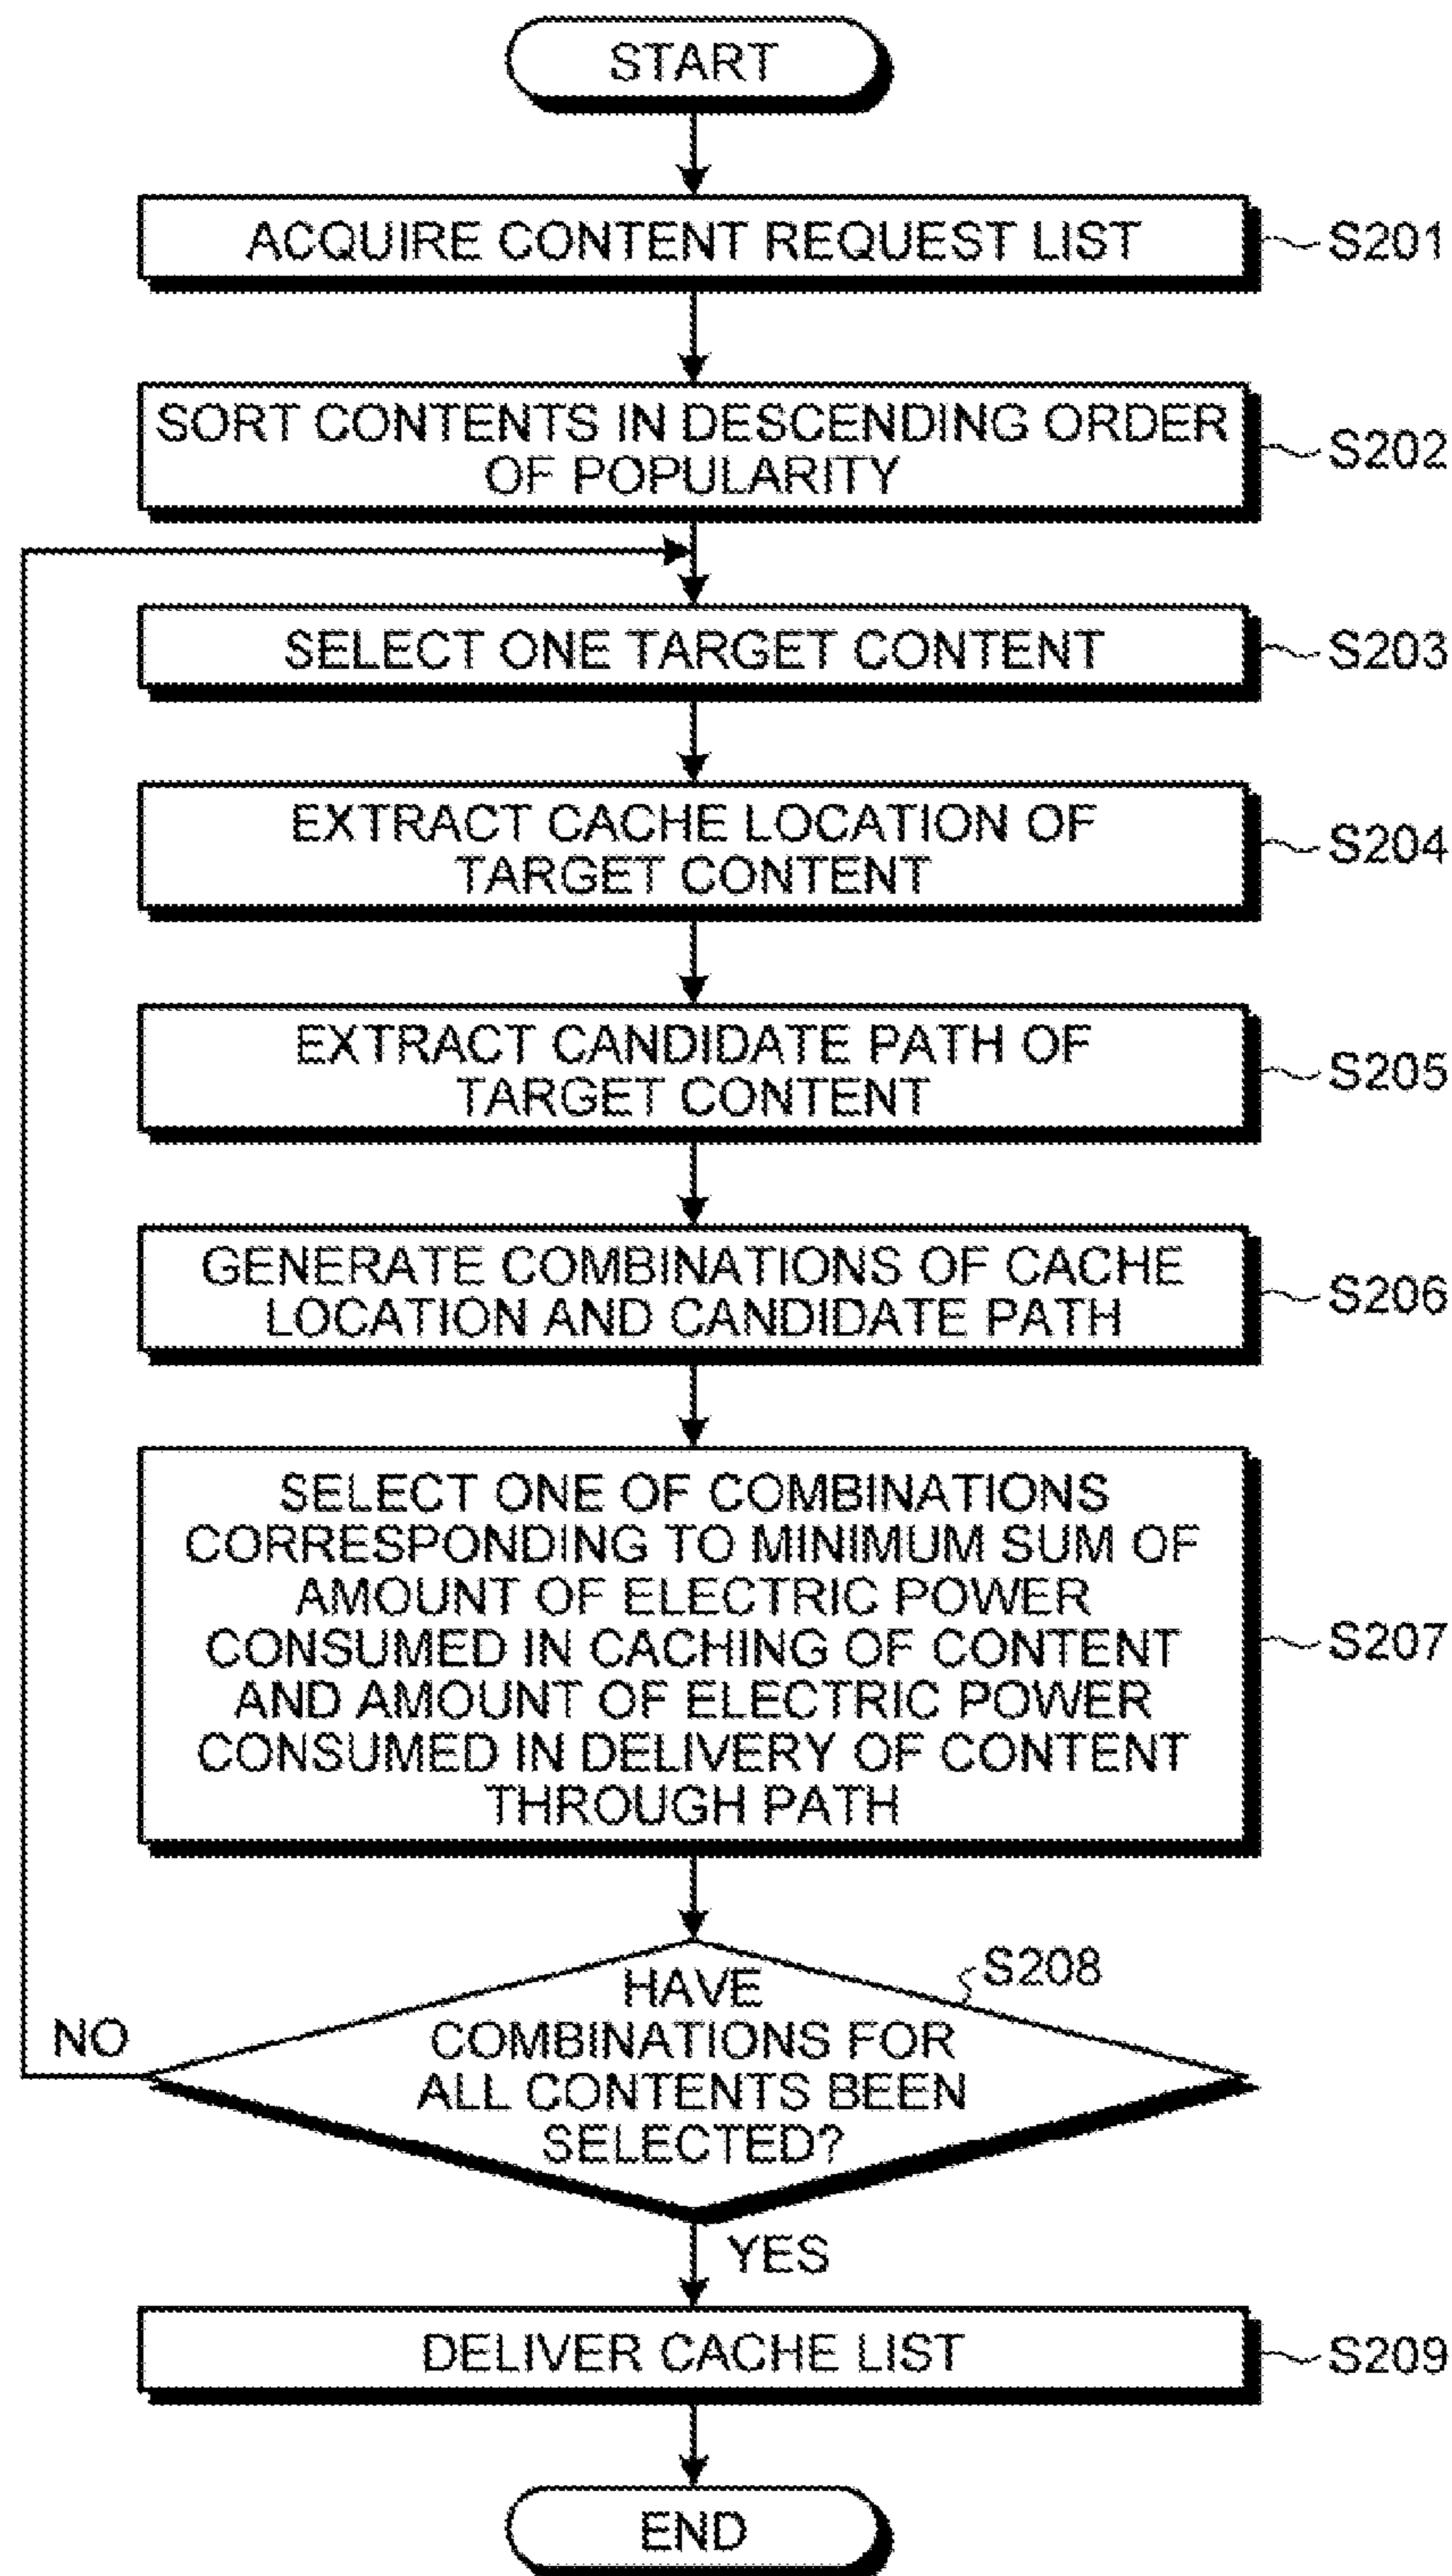 START
ACQUIRE CONTENT REQUEST LIST
S201
SORT CONTENTS IN DESCENDING ORDER
OF POPULARITY
S202
SELECT ONE TARGET CONTENT
S203
EXTRACT CACHE LOCATION OF
TARGET CONTENT
S204
EXTRACT CANDIDATE PATH OF
TARGET CONTENT
S205
GENERATE COMBINATIONS OF CACHE
LOCATION AND CANDIDATE PATH
S206
SELECT ONE OF COMBINATIONS
CORRESPONDING TO MINIMUM SUM OF
AMOUNT OF ELECTRIC POWER
CONSUMED IN CACHING OF CONTENT
AND AMOUNT OF ELECTRIC POWER
CONSUMED IN DELIVERY OF CONTENT
THROUGH PATH
S207
S208
HAVE
COMBINATIONS FOR
ALL CONTENTS BEEN
SELECTED?
NO
YES
DELIVER CACHE LIST
S209
END